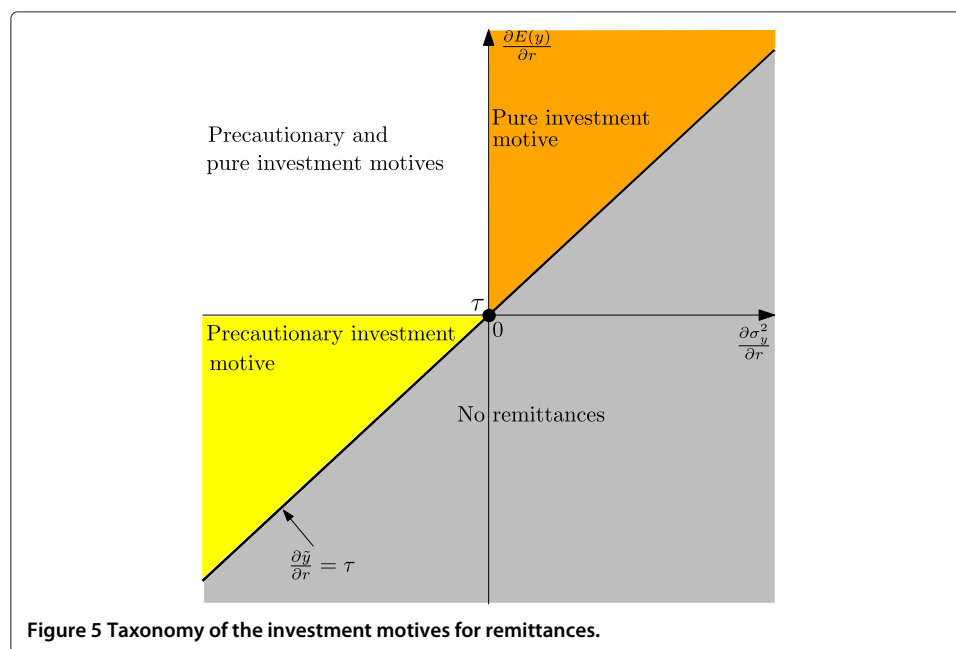 ∂E(y)/∂r
Precautionary and
pure investment motives
Pure investment
motive
τ
0
∂σ_y^2/∂r
Precautionary investment
motive
No remittances
∂ỹ/∂r = τ
Figure 5 Taxonomy of the investment motives for remittances.